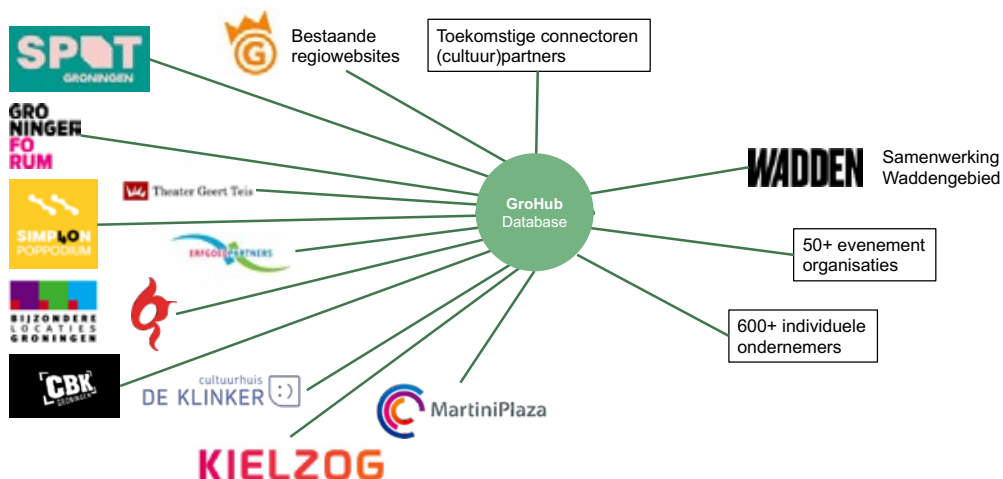 SPOT
GRONINGEN
G
Bestaande
regiowebsites
Toekomstige connectoren
(cultuur)partners
GRO
NINGER
FO
RUM
Theater Geert Teis
WADDEN
Samenwerking
Waddengebied
GroHub
Database
SIMPLON
POPPODIUM
ERFGOEDPARTNERS
50+ evenement
organisaties
BIJZONDERE
LOCATIES
GRONINGEN
600+ individuele
ondernemers
CBK
GRONINGEN
cultuurhuis
DE KLINKER :)
MartiniPlaza
KIELZOG